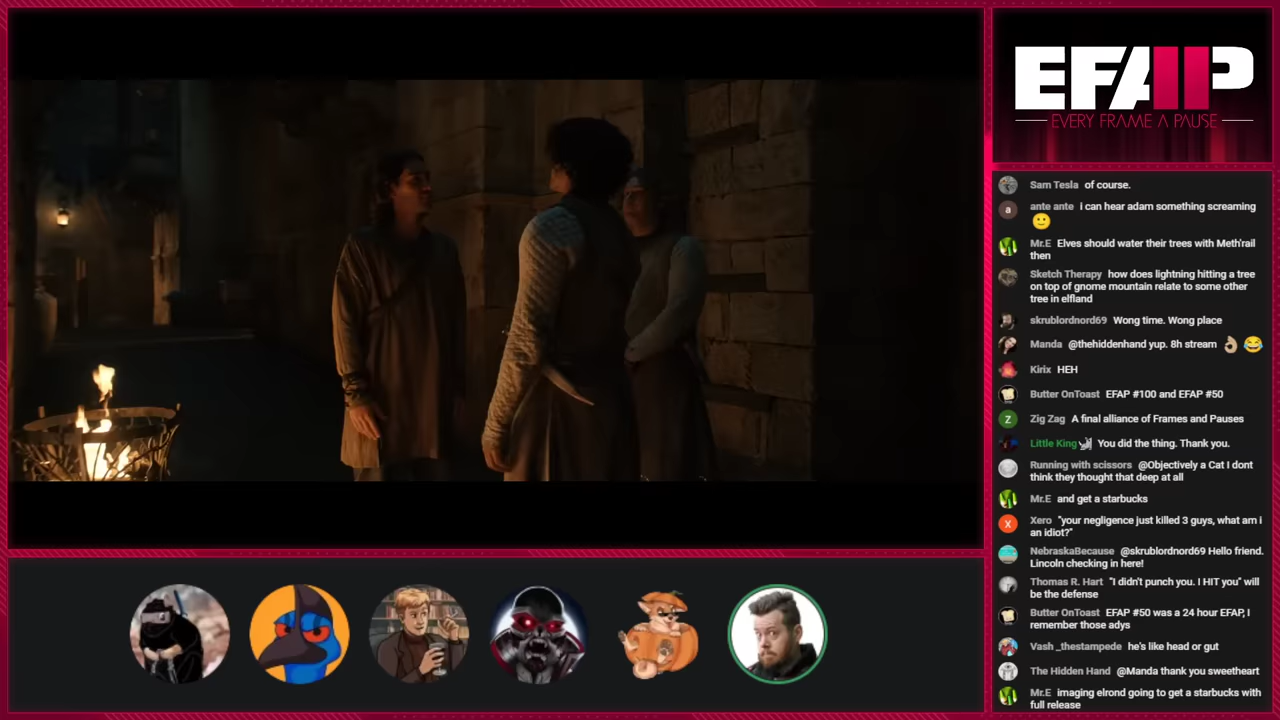 EFAP
EVERY FRAME A PAUSE
Sam Tesla of course.
ante ante i can hear adam something screaming
🙂
Mr.E Elves should water their trees with Meth'rail
then
Sketch Therapy how does lightning hitting a tree
on top of gnome mountain relate to some other
tree in elfland
skrublordnord69 Wong time. Wong place
Manda @thehiddenhand yup. 8h stream 👌🏼 😂
Kirix HEH
Butter OnToast EFAP #100 and EFAP #50
Z
Zig Zag A final alliance of Frames and Pauses
Little King You did the thing. Thank you.
Running with scissors @Objectively a Cat I dont
think they thought that deep at all
Mr.E and get a starbucks
X
Xero "your negligence just killed 3 guys, what am i
an idiot?"
NebraskaBecause @skrublordnord69 Hello friend.
Lincoln checking in here!
Thomas R. Hart "I didn't punch you. I HIT you" will
be the defense
Butter OnToast EFAP #50 was a 24 hour EFAP, I
remember those adys
Vash _thestampede he's like head or gut
The Hidden Hand @Manda thank you sweetheart
Mr.E imaging elrond going to get a starbucks with
full release